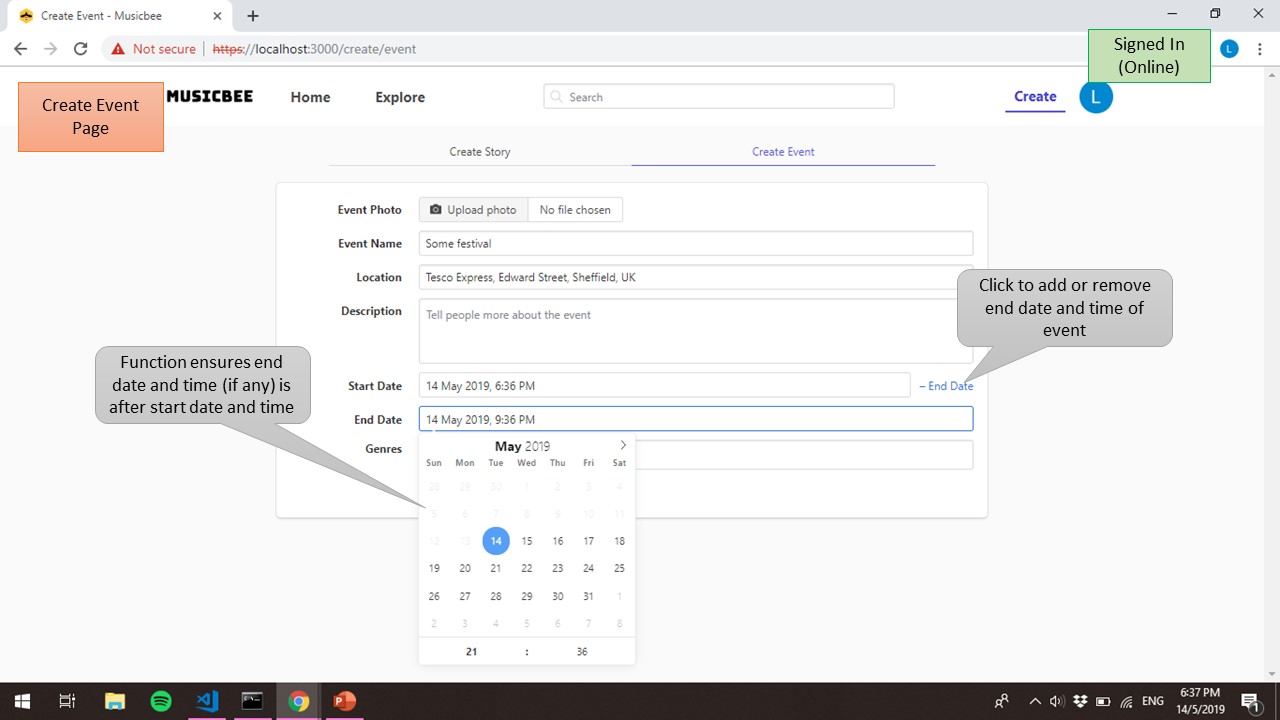 Create Event - Musicbee
Not secure
https://localhost:3000/create/event
L
Signed In
(Online)
Create Event
Page
MUSICBEE
Home
Explore
Search
Create
L
Create Story
Create Event
Event Photo
Upload photo
No file chosen
Event Name
Some festival
Location
Tesco Express, Edward Street, Sheffield, UK
Click to add or remove
end date and time of
event
Description
Tell people more about the event
Function ensures end
date and time (if any) is
after start date and time
Start Date
14 May 2019, 6:36 PM
– End Date
End Date
14 May 2019, 9:36 PM
Genres
May 2019
Sun Mon Tue Wed Thu Fri Sat
28 29 30 1 2 3 4
5 6 7 8 9 10 11
12 13 14 15 16 17 18
19 20 21 22 23 24 25
26 27 28 29 30 31 1
2 3 4 5 6 7 8
21 : 36
ENG
6:37 PM
14/5/2019
1